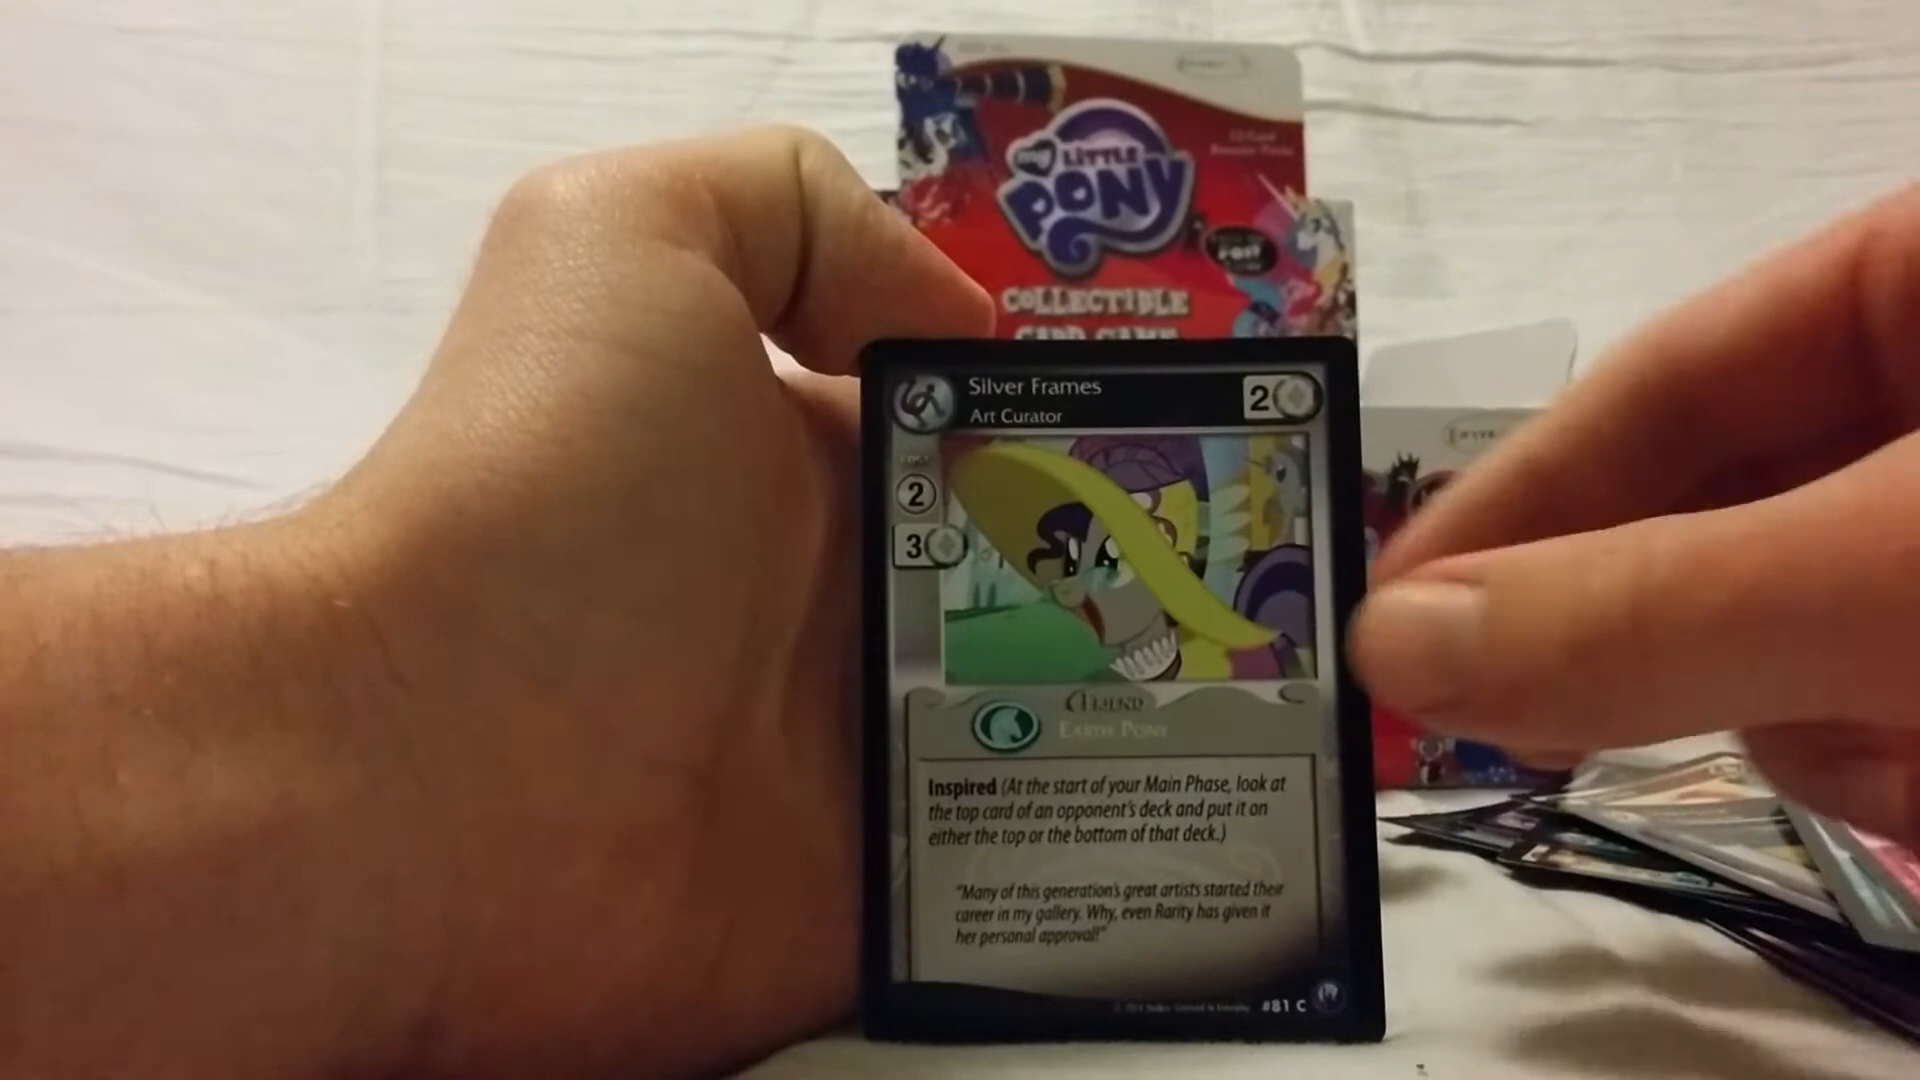 MY LITTLE PONY
COLLECTIBLE
CARD GAME
Silver Frames
Art Curator
2
COST
2
3
FRIEND
EARTH PONY
Inspired (At the start of your Main Phase, look at
the top card of an opponent's deck and put it on
either the top or the bottom of that deck.)
"Many of this generation's great artists started their
career in my gallery. Why, even Rarity has given it
her personal approval!"
#81 C